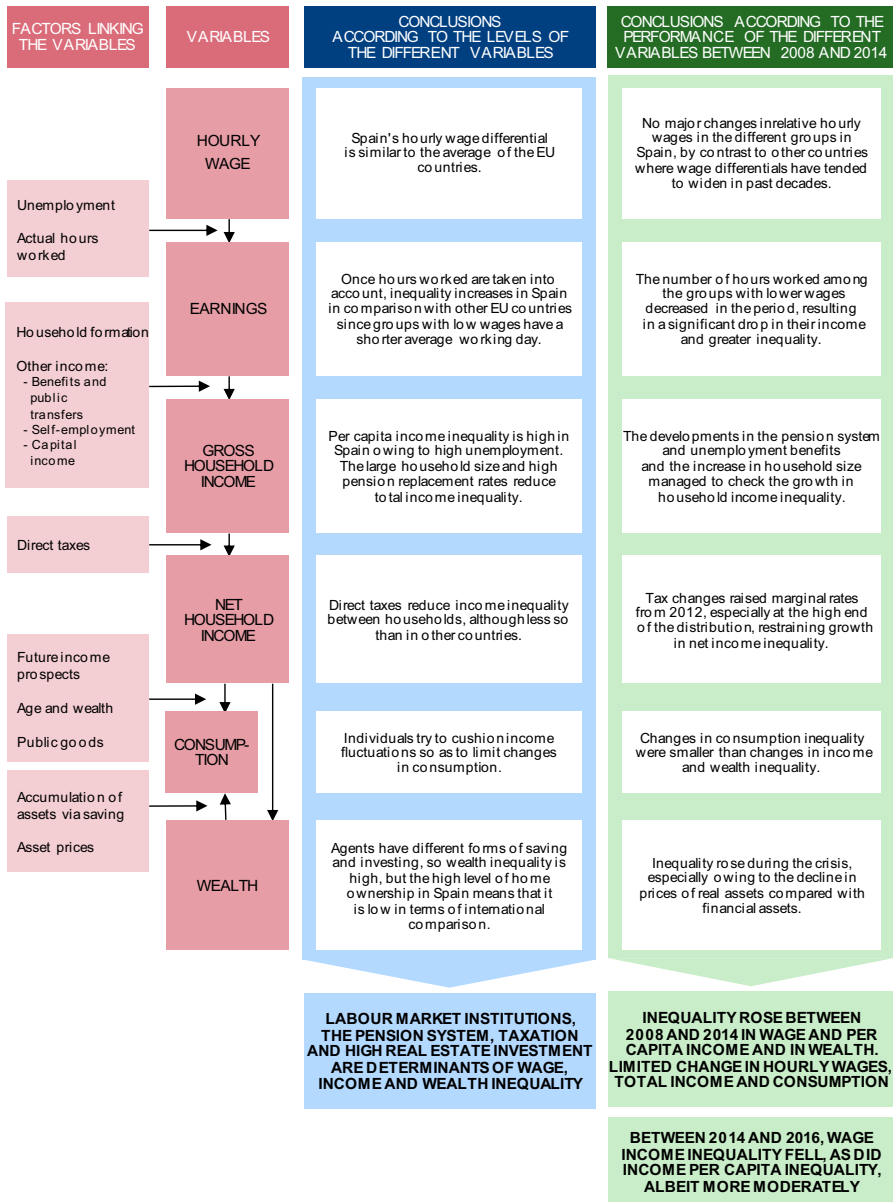 FACTORS LINKING
THE VARIABLES
VARIABLES
CONCLUSIONS
ACCORDING TO THE LEVELS OF
THE DIFFERENT VARIABLES
CONCLUSIONS ACCORDING TO THE
PERFORMANCE OF THE DIFFERENT
VARIABLES BETWEEN 2008 AND 2014
HOURLY
WAGE
Spain's hourly wage differential
is similar to the average of the EU
countries.
No major changes inrelative hourly
wages in the different groups in
Spain, by contrast to other countries
where wage differentials have tended
to widen in past decades.
Unemployment
Actual hours
worked
EARNINGS
Once hours worked are taken into
account, inequality increases in Spain
in comparison with other EU countries
since groups with low wages have a
shorter average working day.
The number of hours worked among
the groups with lower wages
decreased in the period, resulting
in a significant drop in their income
and greater inequality.
Household formation
Other income:
- Benefits and
public
transfers
- Self-employment
- Capital
income
GROSS
HOUSEHOLD
INCOME
Per capita income inequality is high in
Spain owing to high unemployment.
The large household size and high
pension replacement rates reduce
total income inequality.
The developments in the pension system
and unemployment benefits
and the increase in household size
managed to check the growth in
household income inequality.
Direct taxes
NET
HOUSEHOLD
INCOME
Direct taxes reduce income inequality
between households, although less so
than in other countries.
Tax changes raised marginal rates
from 2012, especially at the high end
of the distribution, restraining growth
in net income inequality.
Future income
prospects
Age and wealth
Public goods
CONSUMP-
TION
Individuals try to cushion income
fluctuations so as to limit changes
in consumption.
Changes in consumption inequality
were smaller than changes in income
and wealth inequality.
Accumulation of
assets via saving
Asset prices
WEALTH
Agents have different forms of saving
and investing, so wealth inequality is
high, but the high level of home
ownership in Spain means that it
is low in terms of international
comparison.
Inequality rose during the crisis,
especially owing to the decline in
prices of real assets compared with
financial assets.
LABOUR MARKET INSTITUTIONS,
THE PENSION SYSTEM, TAXATION
AND HIGH REAL ESTATE INVESTMENT
ARE DETERMINANTS OF WAGE,
INCOME AND WEALTH INEQUALITY
INEQUALITY ROSE BETWEEN
2008 AND 2014 IN WAGE AND PER
CAPITA INCOME AND IN WEALTH.
LIMITED CHANGE IN HOURLY WAGES,
TOTAL INCOME AND CONSUMPTION
BETWEEN 2014 AND 2016, WAGE
INCOME INEQUALITY FELL, AS DID
INCOME PER CAPITA INEQUALITY,
ALBEIT MORE MODERATELY